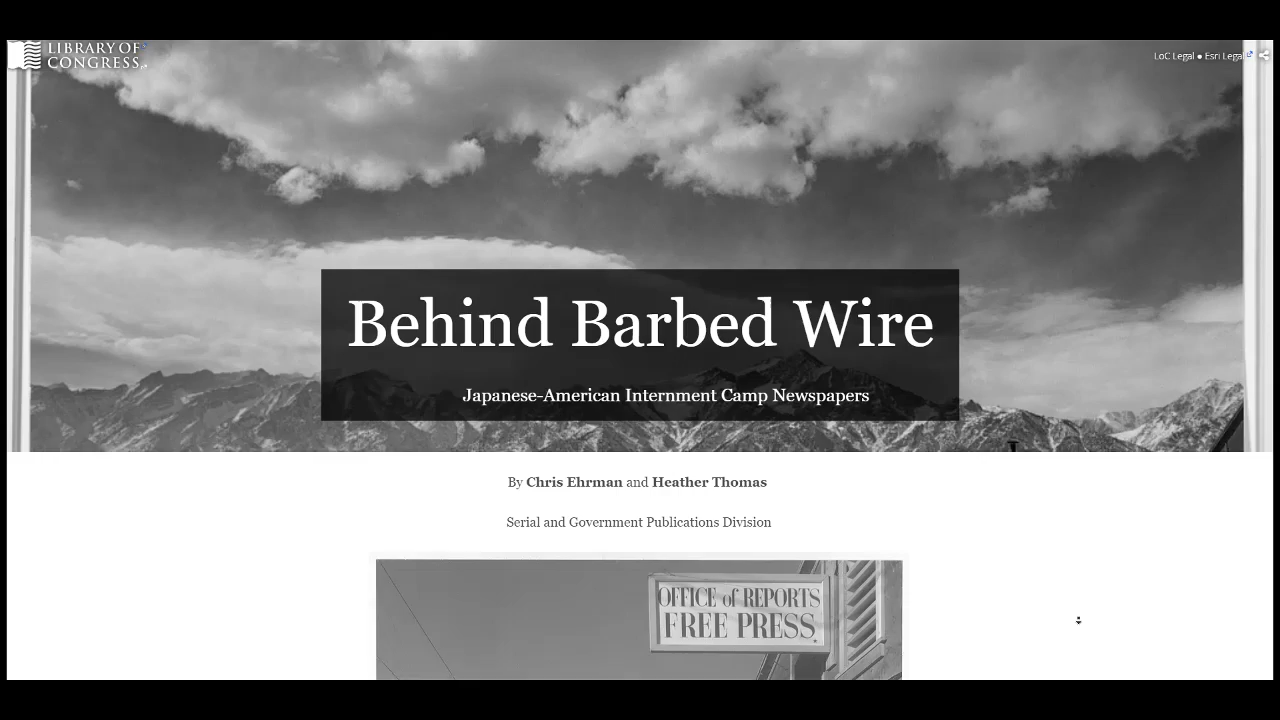 LIBRARY OF
CONGRESS
LoC Legal ● Esri Legal
Behind Barbed Wire
Japanese-American Internment Camp Newspapers
By Chris Ehrman and Heather Thomas
Serial and Government Publications Division
OFFICE of REPORTS
FREE PRESS